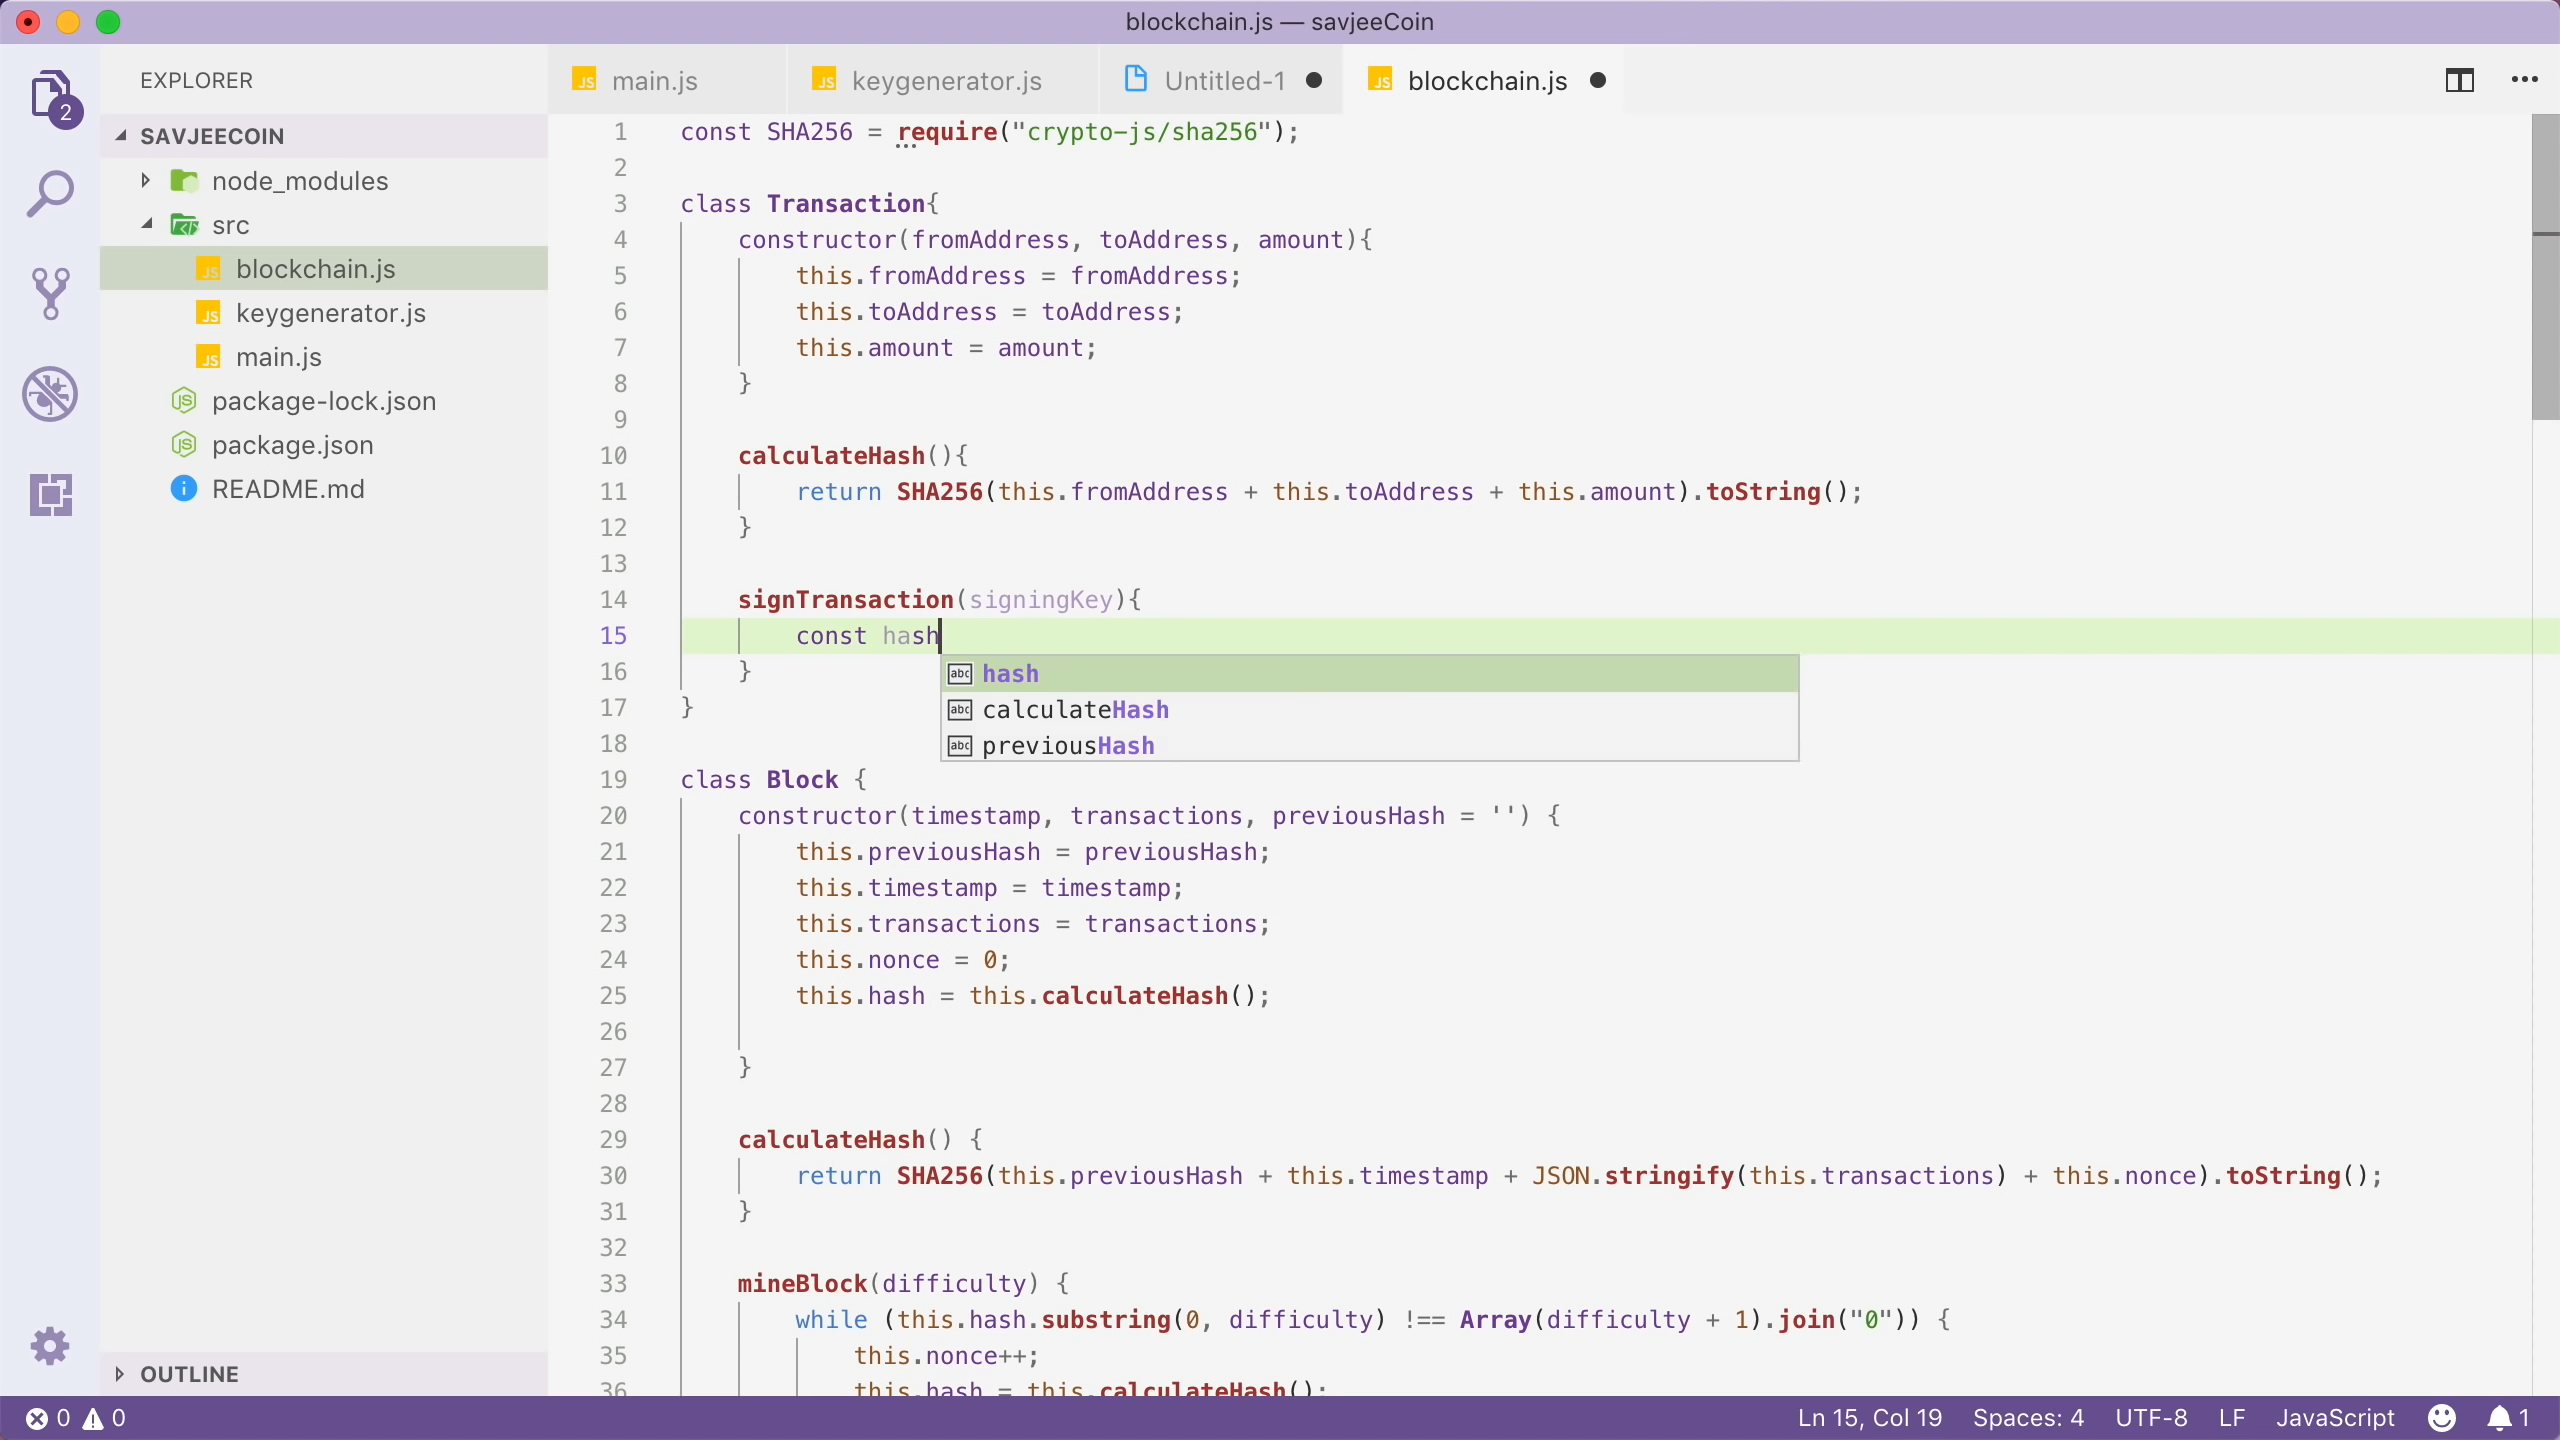 blockchain.js — savjeeCoin
EXPLORER
SAVJEECOIN
node_modules
src
blockchain.js
keygenerator.js
main.js
package-lock.json
package.json
README.md
OUTLINE
2
main.js
keygenerator.js
Untitled-1
blockchain.js
1 const SHA256 = require("crypto-js/sha256");
2
3 class Transaction{
4 constructor(fromAddress, toAddress, amount){
5 this.fromAddress = fromAddress;
6 this.toAddress = toAddress;
7 this.amount = amount;
8 }
9
10 calculateHash(){
11 return SHA256(this.fromAddress + this.toAddress + this.amount).toString();
12 }
13
14 signTransaction(signingKey){
15 const hash
16 }
17 }
18
hash
calculateHash
previousHash
19 class Block {
20 constructor(timestamp, transactions, previousHash = '') {
21 this.previousHash = previousHash;
22 this.timestamp = timestamp;
23 this.transactions = transactions;
24 this.nonce = 0;
25 this.hash = this.calculateHash();
26
27 }
28
29 calculateHash() {
30 return SHA256(this.previousHash + this.timestamp + JSON.stringify(this.transactions) + this.nonce).toString();
31 }
32
33 mineBlock(difficulty) {
34 while (this.hash.substring(0, difficulty) !== Array(difficulty + 1).join("0")) {
35 this.nonce++;
36 this.hash = this.calculateHash();
0 0
Ln 15, Col 19 Spaces: 4 UTF-8 LF JavaScript 1